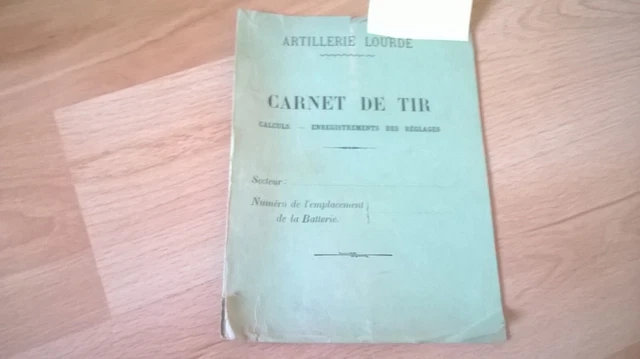 ARTILLERIE LOURDE
CARNET DE TIR
CALCULS — ENREGISTREMENTS DES RÉGLAGES
Secteur
Numéro de l'emplacement
de la Batterie.